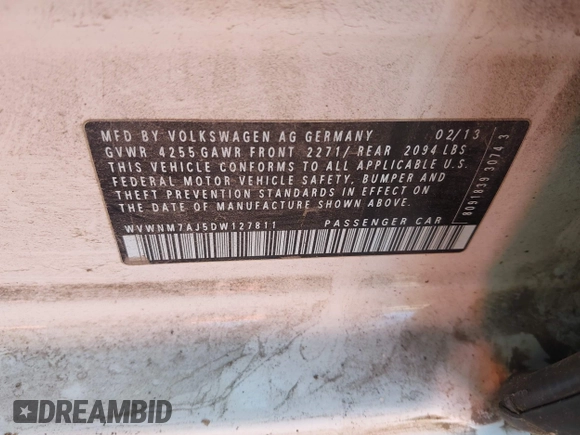 MFD BY VOLKSWAGEN AG GERMANY 02/13
GVWR 4255 GAWR FRONT 2271/ REAR 2094 LBS
THIS VEHICLE CONFORMS TO ALL APPLICABLE U.S.
FEDERAL MOTOR VEHICLE SAFETY, BUMPER AND
THEFT PREVENTION STANDARDS IN EFFECT ON
THE DATE OF MANUFACTURE SHOWN ABOVE.
WVWNM7AJ5DW127811 PASSENGER CAR
8091839-3074 3
DREAMBID